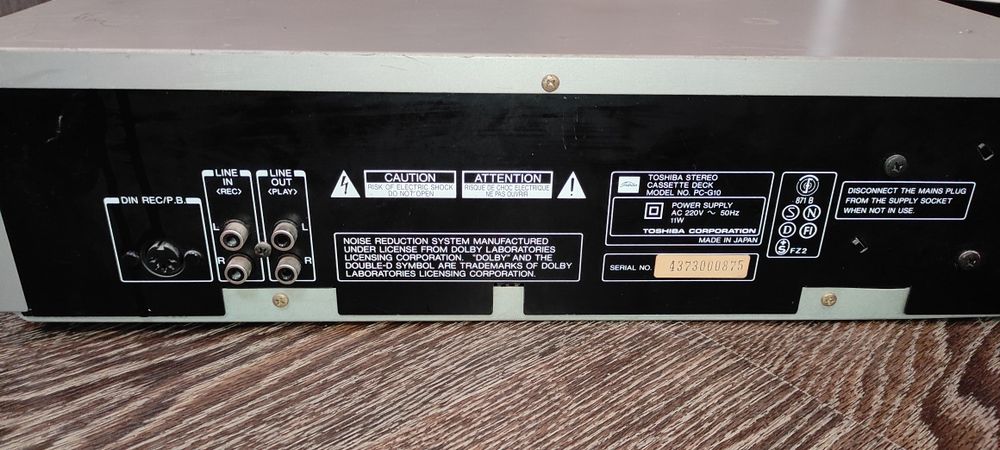 DIN REC/P.B.
LINE
IN
(REC)
LINE
OUT
(PLAY)
L
R
L
R
CAUTION
RISK OF ELECTRIC SHOCK
DO NOT OPEN
ATTENTION
RISQUE DE CHOC ELECTRIQUE
NE PAS OUVRIR
!
NOISE REDUCTION SYSTEM MANUFACTURED
UNDER LICENSE FROM DOLBY LABORATORIES
LICENSING CORPORATION. "DOLBY" AND THE
DOUBLE-D SYMBOL ARE TRADEMARKS OF DOLBY
LABORATORIES LICENSING CORPORATION.
Toshiba
TOSHIBA STEREO
CASSETTE DECK
MODEL NO. PC-G10
POWER SUPPLY
AC 220V ~ 50Hz
11W
TOSHIBA CORPORATION
MADE IN JAPAN
SERIAL NO. 4373000875
871 B
S N
D FI
FZ2
DISCONNECT THE MAINS PLUG
FROM THE SUPPLY SOCKET
WHEN NOT IN USE.